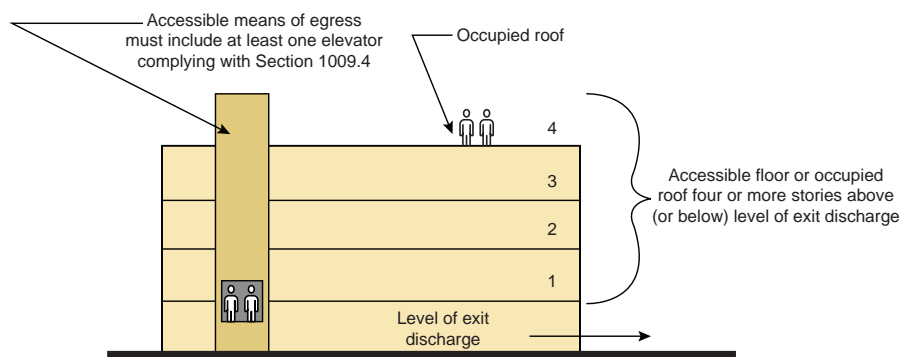 Accessible means of egress
must include at least one elevator
complying with Section 1009.4
Occupied roof
4
3
2
1
Accessible floor or occupied
roof four or more stories above
(or below) level of exit discharge
Level of exit
discharge